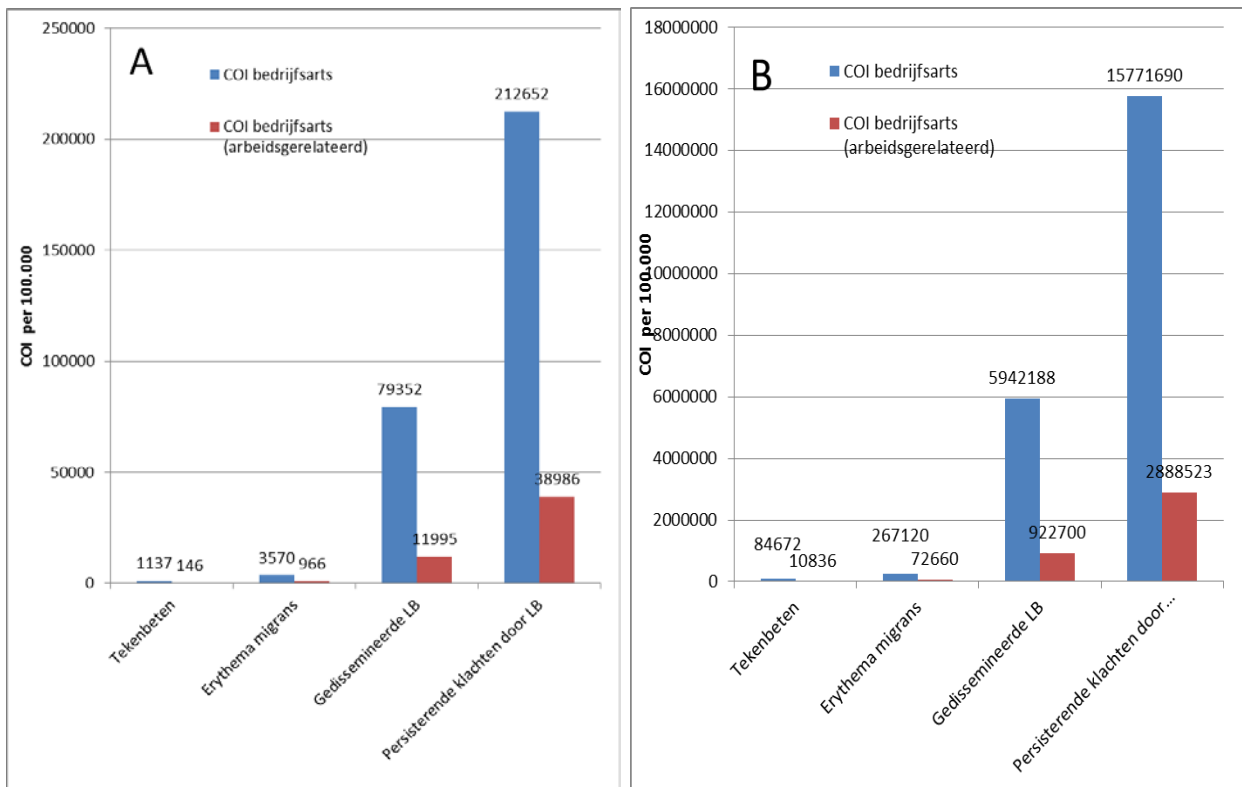 A
COI bedrijfsarts
COI bedrijfsarts
(arbeidsgerelateerd)
COI per 100.000
250000
200000
150000
100000
50000
0
1137
146
3570
966
79352
11995
212652
38986
Tekenbeten
Erythema migrans
Gedissemineerde LB
Persisterende klachten door LB
B
COI bedrijfsarts
COI bedrijfsarts
(arbeidsgerelateerd)
COI per 100.000
18000000
16000000
14000000
12000000
10000000
8000000
6000000
4000000
2000000
0
84672
10836
267120
72660
5942188
922700
15771690
2888523
Tekenbeten
Erythema migrans
Gedissemineerde LB
Persisterende klachten door...